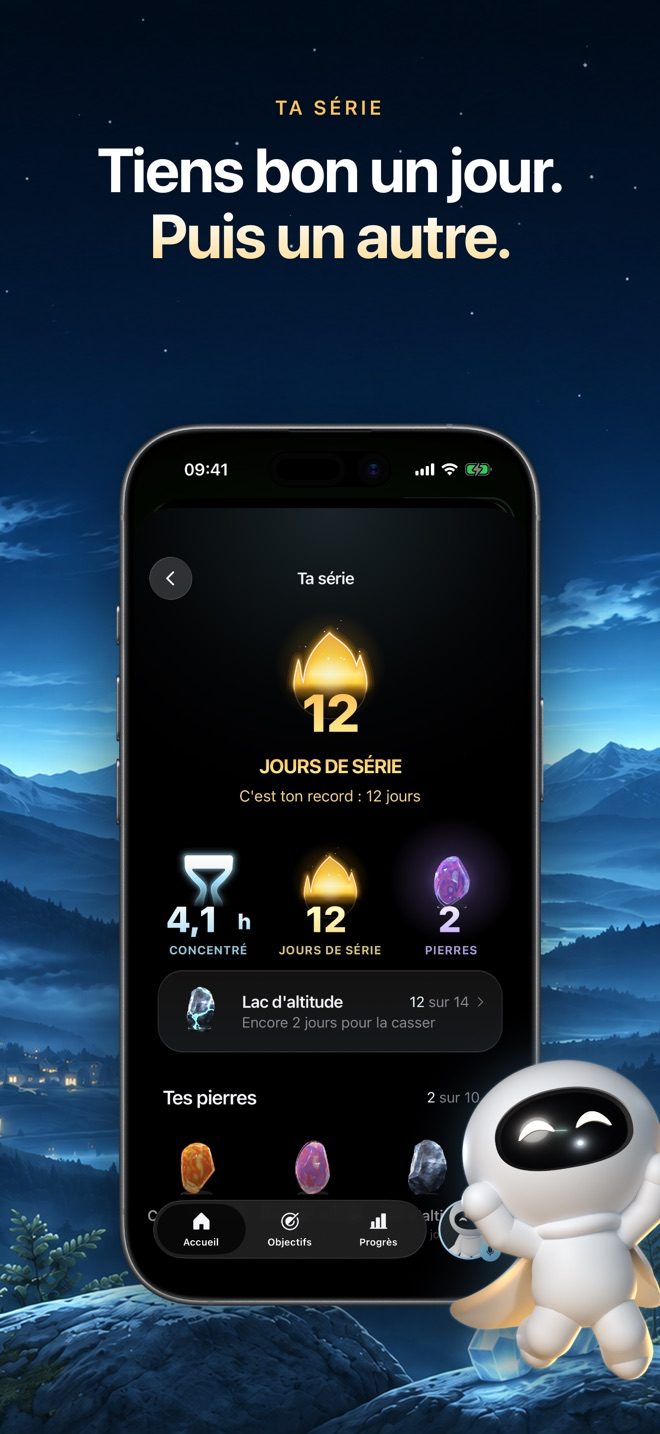 TA SÉRIE
Tiens bon un jour.
Puis un autre.
09:41
Ta série
12
JOURS DE SÉRIE
C'est ton record : 12 jours
4,1 h
12
2
CONCENTRÉ
JOURS DE SÉRIE
PIERRES
Lac d'altitude
12 sur 14
Encore 2 jours pour la casser
Tes pierres
2 sur 10
Accueil
Objectifs
Progrès